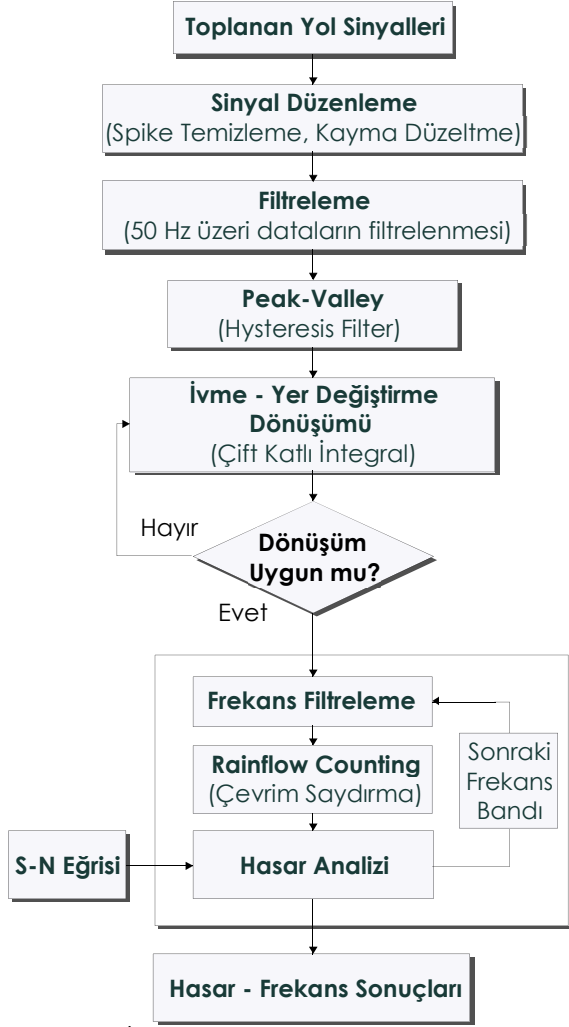 Toplanan Yol Sinyalleri
Sinyal Düzenleme
(Spike Temizleme, Kayma Düzeltme)
Filtreleme
(50 Hz üzeri dataların filtrelenmesi)
Peak-Valley
(Hysteresis Filter)
İvme - Yer Değiştirme
Dönüşümü
(Çift Katlı İntegral)
Hayır
Dönüşüm
Uygun mu?
Evet
Frekans Filtreleme
Rainflow Counting
(Çevrim Saydırma)
Sonraki
Frekans
Bandı
S-N Eğrisi
Hasar Analizi
Hasar - Frekans Sonuçları